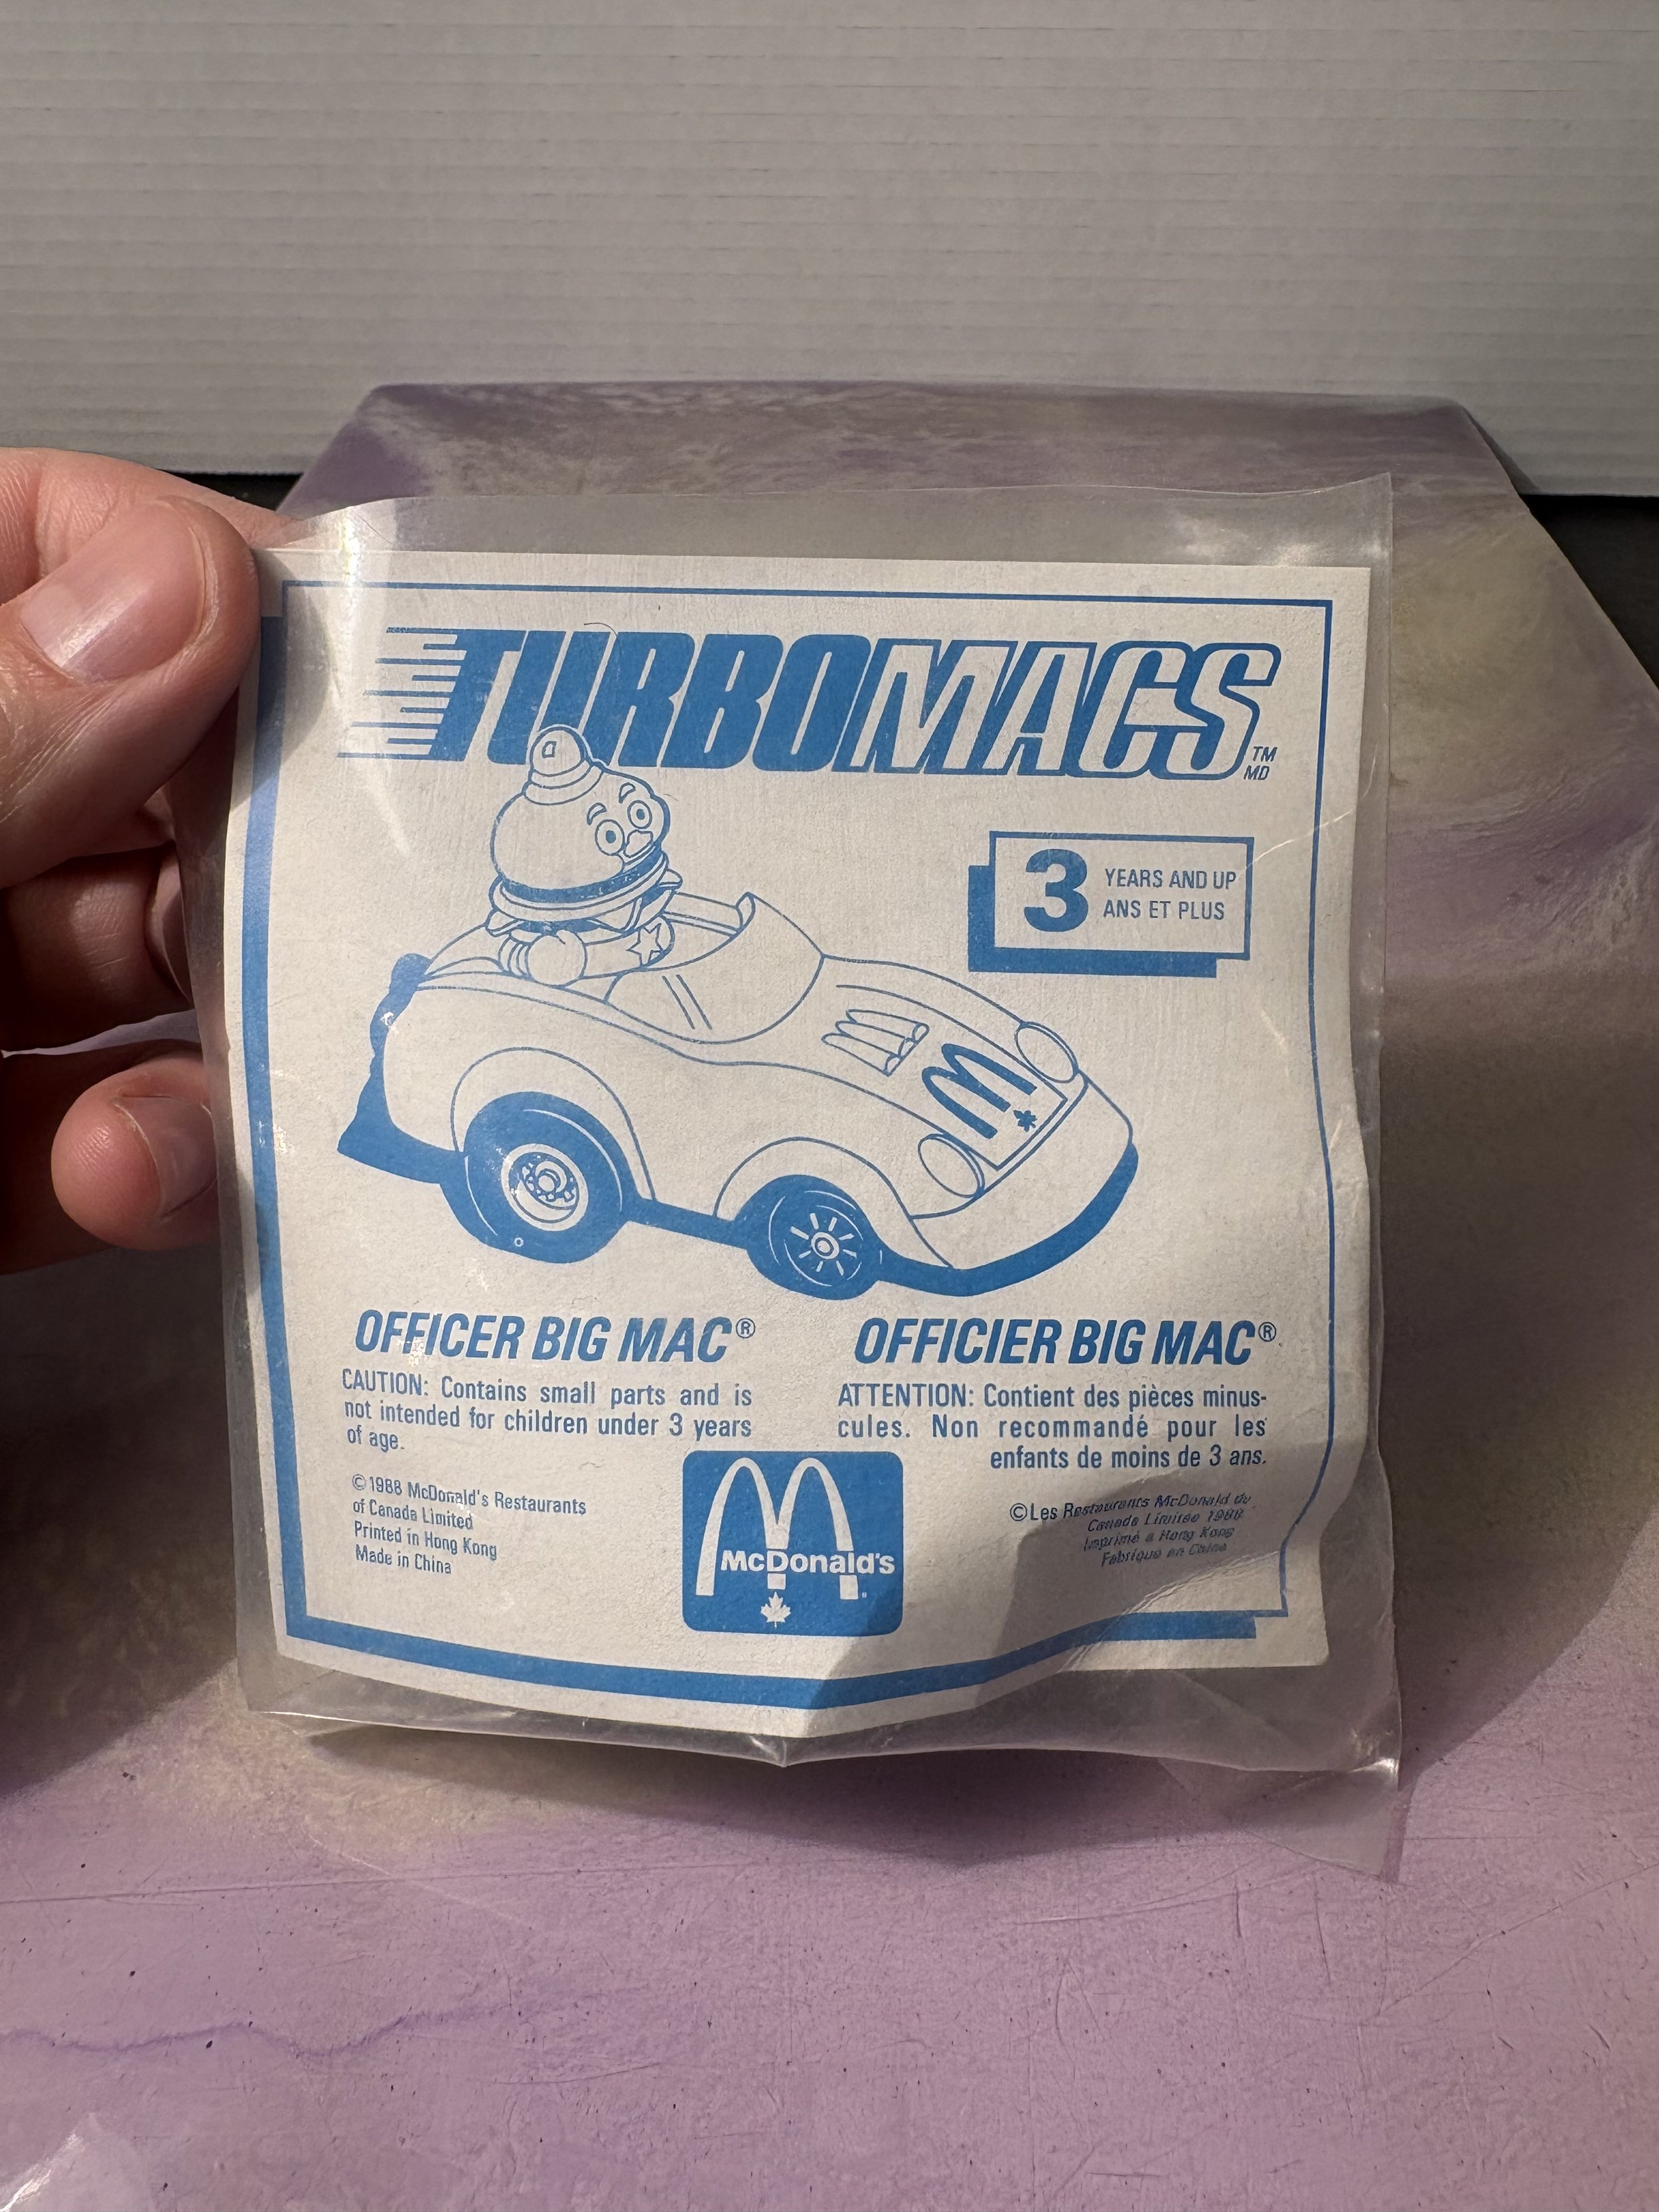 TURBOMACS
TM
MD
3
YEARS AND UP
ANS ET PLUS
OFFICER BIG MAC®
CAUTION: Contains small parts and is
not intended for children under 3 years
of age.
© 1988 McDonald's Restaurants
of Canada Limited
Printed in Hong Kong
Made in China
OFFICIER BIG MAC®
ATTENTION: Contient des pièces minus-
cules. Non recommandé pour les
enfants de moins de 3 ans.
© Les Restaurants McDonald du
Canada Limitée 1988
Imprimé à Hong Kong
Fabriqué en Chine
McDonald's